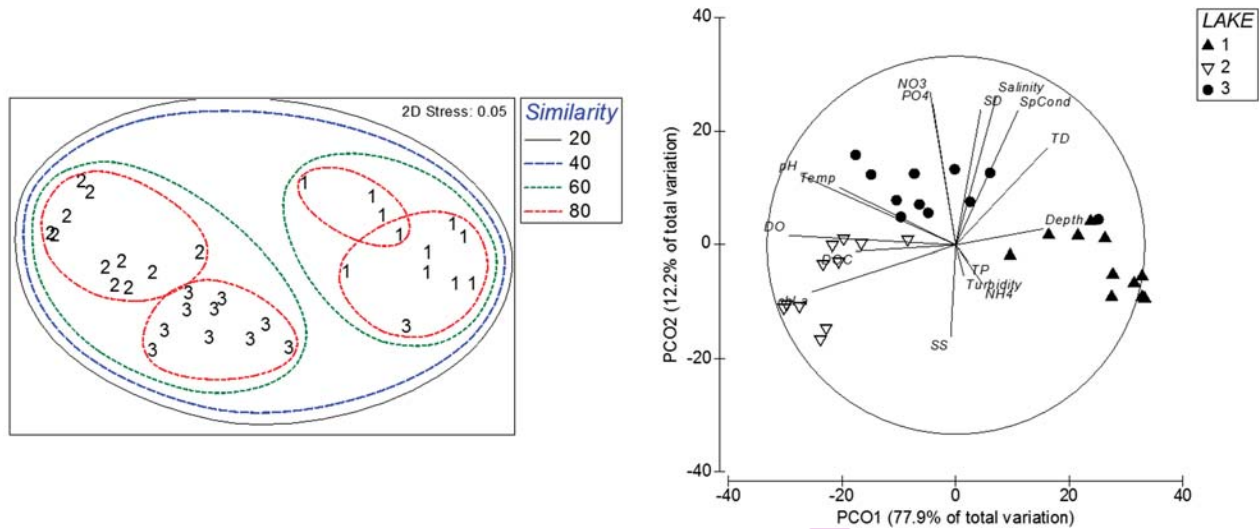 2D Stress: 0.05
Similarity
20
40
60
80
2
2
2
2
2
2
2
2
2
2
2
3
3
3
3
3
3
3
3
3
3
1
1
1
1
1
1
1
1
1
1
1
3
LAKE
1
2
3
40
20
0
-20
-40
PCO2 (12.2% of total variation)
-40
-20
0
20
40
PCO1 (77.9% of total variation)
NO3
PO4
Salinity
SD
SpCond
TD
pH
Temp
Depth
DO
TP
Turbidity
NH4
SS